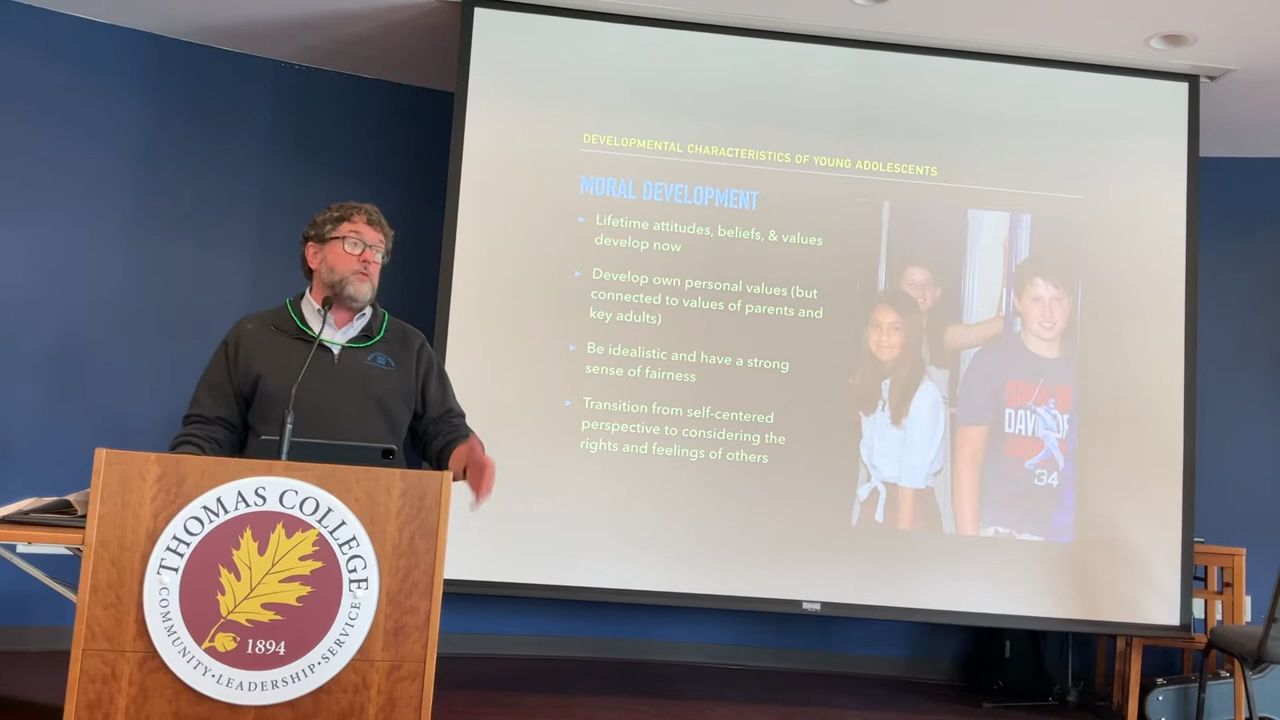 DEVELOPMENTAL CHARACTERISTICS OF YOUNG ADOLESCENTS
MORAL DEVELOPMENT
Lifetime attitudes, beliefs, & values
develop now
Develop own personal values (but
connected to values of parents and
key adults)
Be idealistic and have a strong
sense of fairness
Transition from self-centered
perspective to considering the
rights and feelings of others
34
THOMAS COLLEGE
1894
COMMUNITY • LEADERSHIP • SERVICE